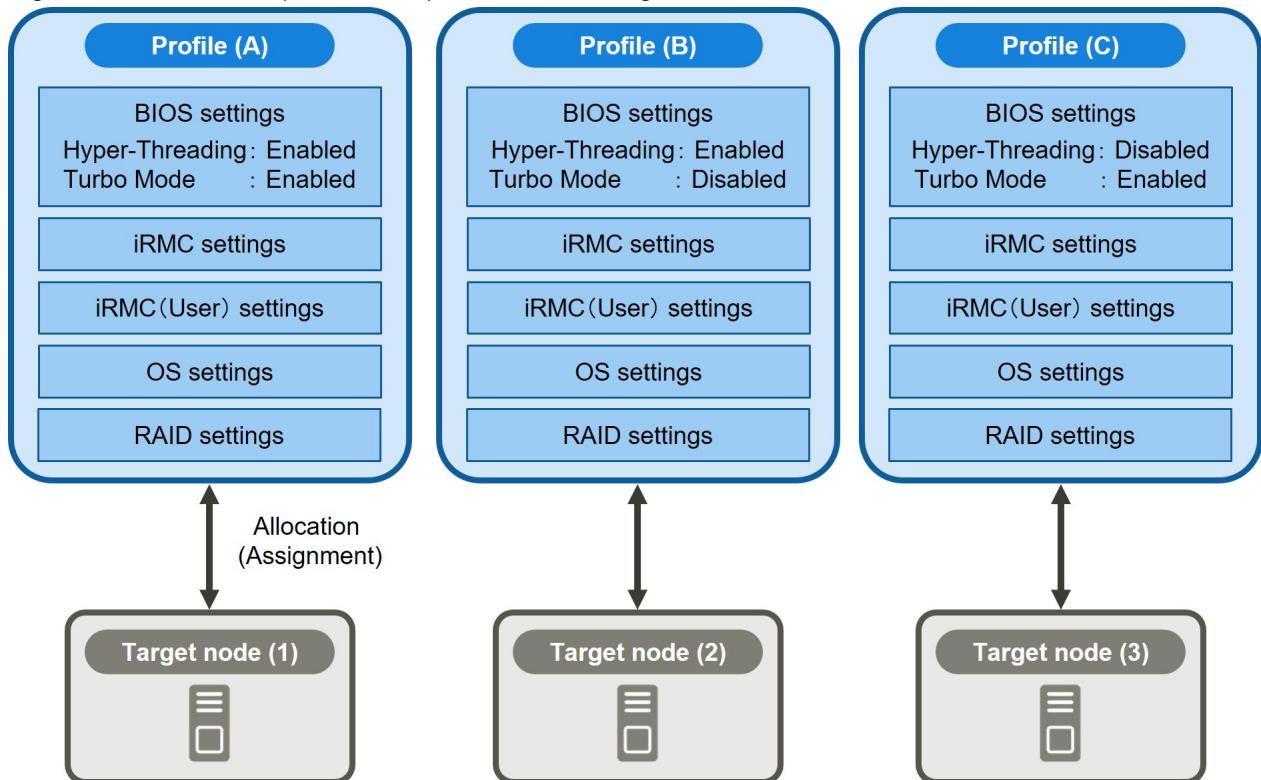 Profile (A)
BIOS settings
Hyper-Threading: Enabled
Turbo Mode : Enabled
iRMC settings
iRMC(User) settings
OS settings
RAID settings
Profile (B)
BIOS settings
Hyper-Threading: Enabled
Turbo Mode : Disabled
iRMC settings
iRMC(User) settings
OS settings
RAID settings
Profile (C)
BIOS settings
Hyper-Threading: Disabled
Turbo Mode : Enabled
iRMC settings
iRMC(User) settings
OS settings
RAID settings
Allocation
(Assignment)
Target node (1)
Target node (2)
Target node (3)